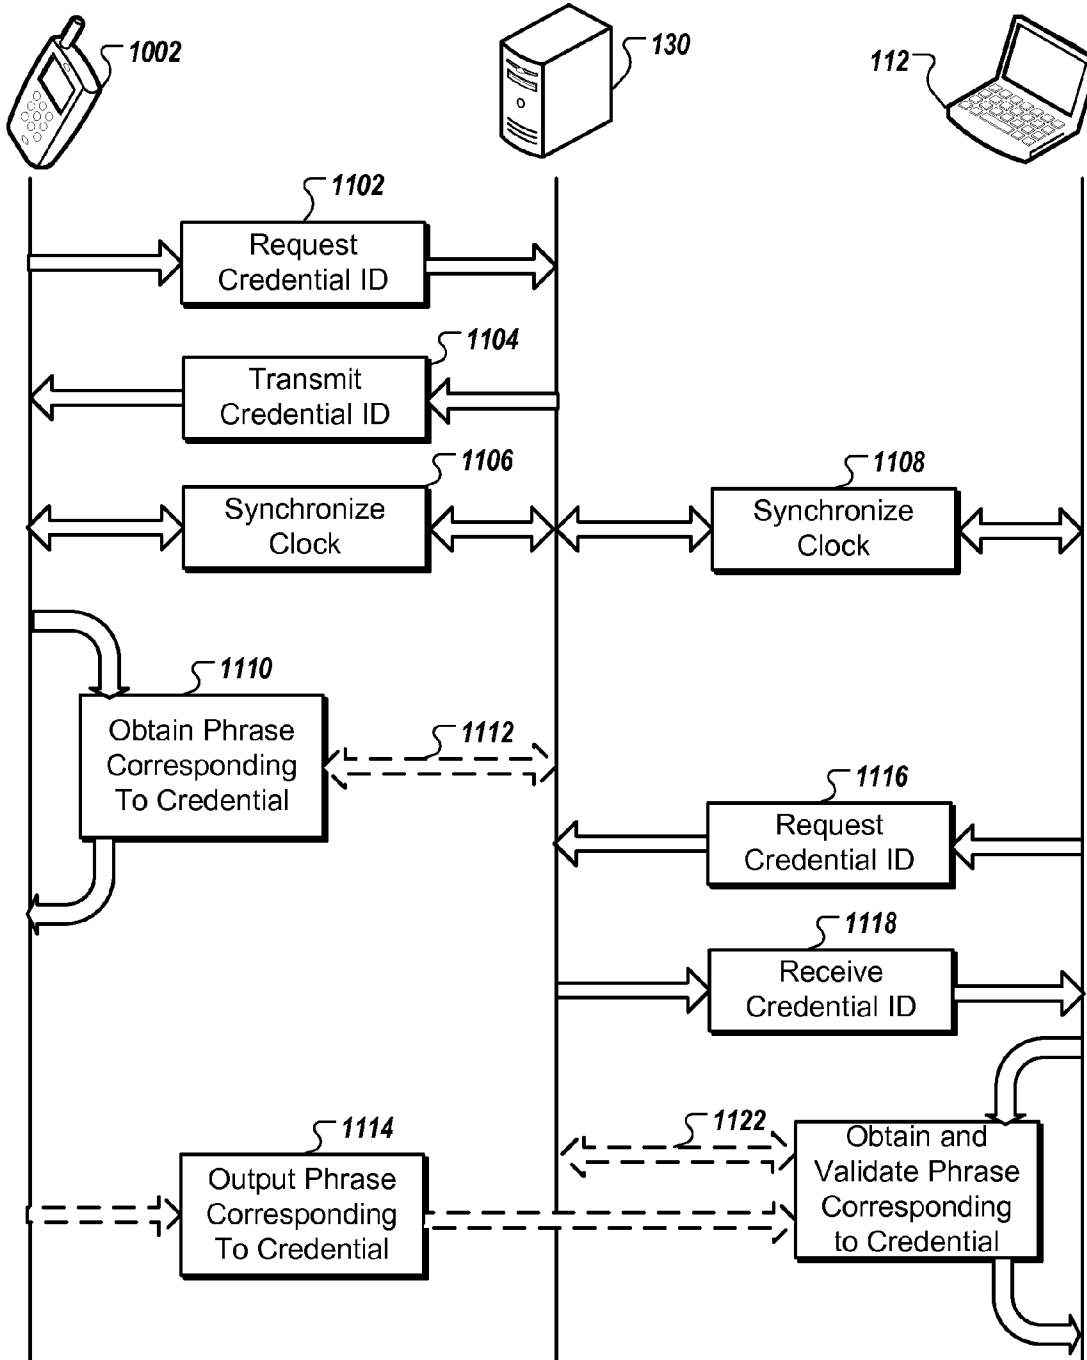 1002
130
112
1102
Request
Credential ID
1104
Transmit
Credential ID
1106
Synchronize
Clock
1108
Synchronize
Clock
1110
Obtain Phrase
Corresponding
To Credential
1112
1116
Request
Credential ID
1118
Receive
Credential ID
1114
Output Phrase
Corresponding
To Credential
1122
Obtain and
Validate Phrase
Corresponding
to Credential